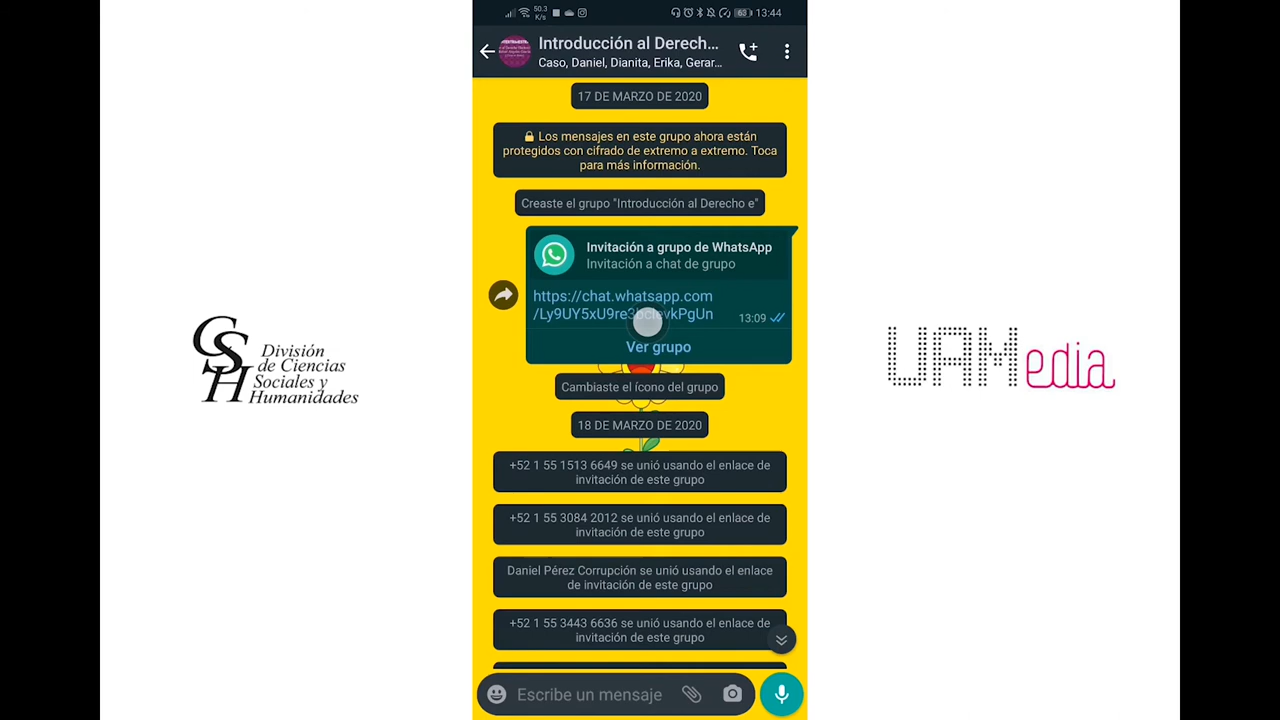 50.3
K/s
63
13:44
Introducción al Derech...
Caso, Daniel, Dianita, Erika, Gerar...
17 DE MARZO DE 2020
Los mensajes en este grupo ahora están
protegidos con cifrado de extremo a extremo. Toca
para más información.
Creaste el grupo "Introducción al Derecho e"
Invitación a grupo de WhatsApp
Invitación a chat de grupo
https://chat.whatsapp.com
13:09
Ver grupo
Cambiaste el ícono del grupo
18 DE MARZO DE 2020
+52 1 55 1513 6649 se unió usando el enlace de
invitación de este grupo
+52 1 55 3084 2012 se unió usando el enlace de
invitación de este grupo
Daniel Pérez Corrupción se unió usando el enlace
de invitación de este grupo
+52 1 55 3443 6636 se unió usando el enlace de
invitación de este grupo
Escribe un mensaje
CSH
División
de Ciencias
Sociales y
Humanidades
UAMedia